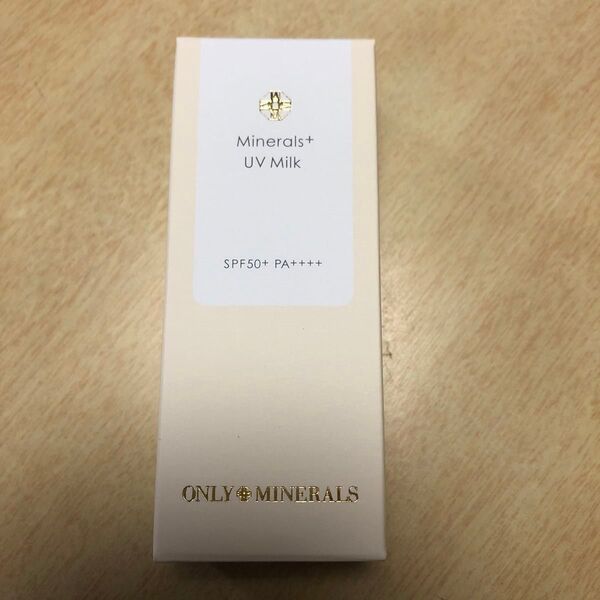 Minerals+
UV Milk
SPF50+ PA++++
ONLY MINERALS